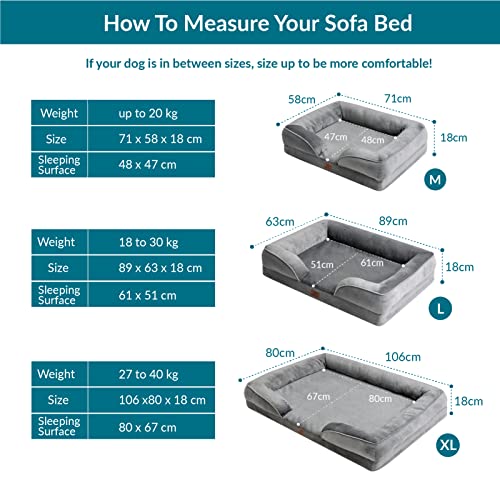 How To Measure Your Sofa Bed
If your dog is in between sizes, size up to be more comfortable!
Weight up to 20 kg
Size 71 x 58 x 18 cm
Sleeping Surface 48 x 47 cm
58cm 71cm
47cm 48cm 18cm
M
Weight 18 to 30 kg
Size 89 x 63 x 18 cm
Sleeping Surface 61 x 51 cm
63cm 89cm
51cm 61cm 18cm
L
Weight 27 to 40 kg
Size 106 x80 x 18 cm
Sleeping Surface 80 x 67 cm
80cm 106cm
67cm 80cm 18cm
XL